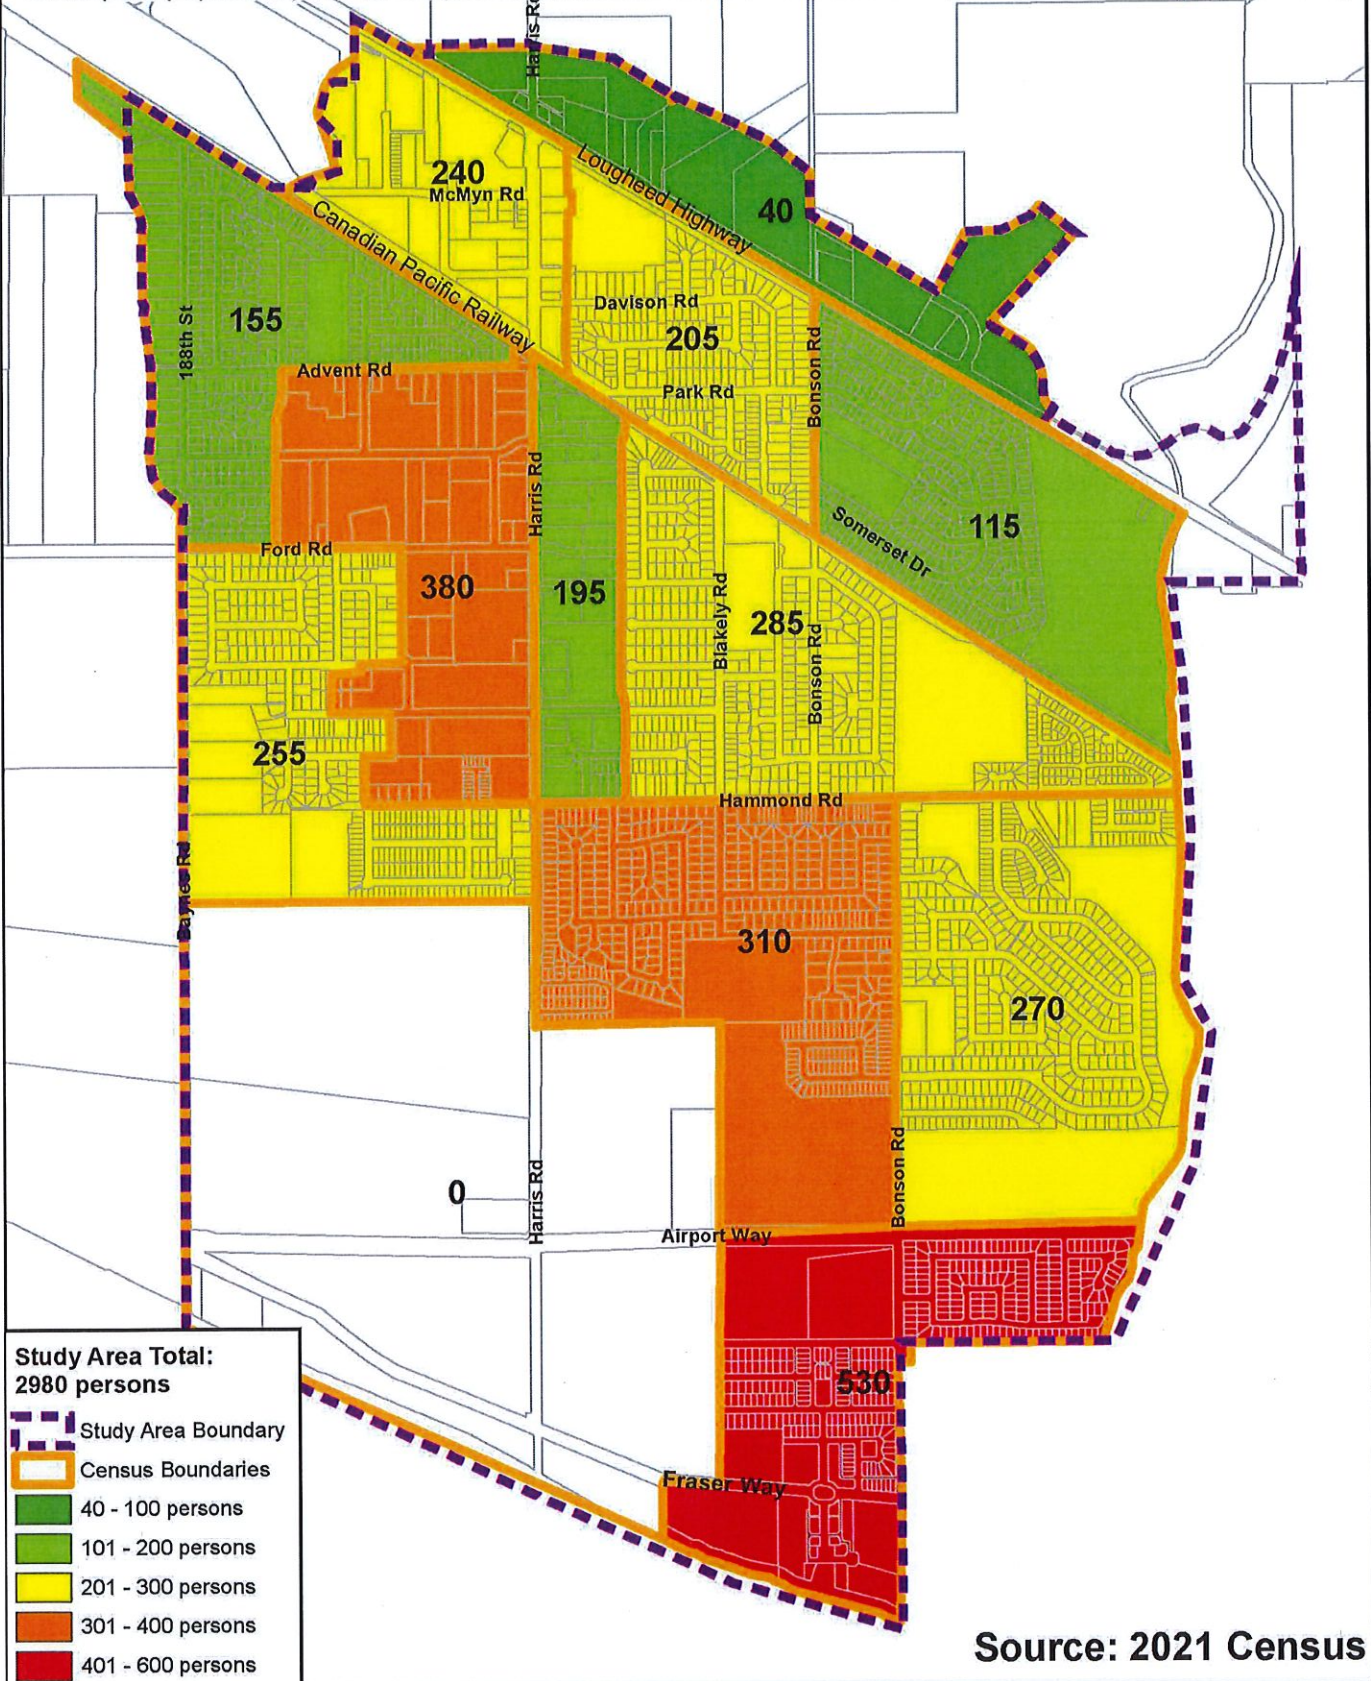 Harris Rd
240
McMyn Rd
Lougheed Highway
40
Canadian Pacific Railway
155
188th St
Davison Rd
205
Bonson Rd
Advent Rd
Park Rd
Harris Rd
Somerset Dr
115
Ford Rd
380
195
Blakely Rd
285
Bonson Rd
255
Hammond Rd
Baynes Rd
310
270
Bonson Rd
0
Harris Rd
Airport Way
530
Fraser Way
Study Area Total:
2980 persons
Study Area Boundary
Census Boundaries
40 - 100 persons
101 - 200 persons
201 - 300 persons
301 - 400 persons
401 - 600 persons
Source: 2021 Census